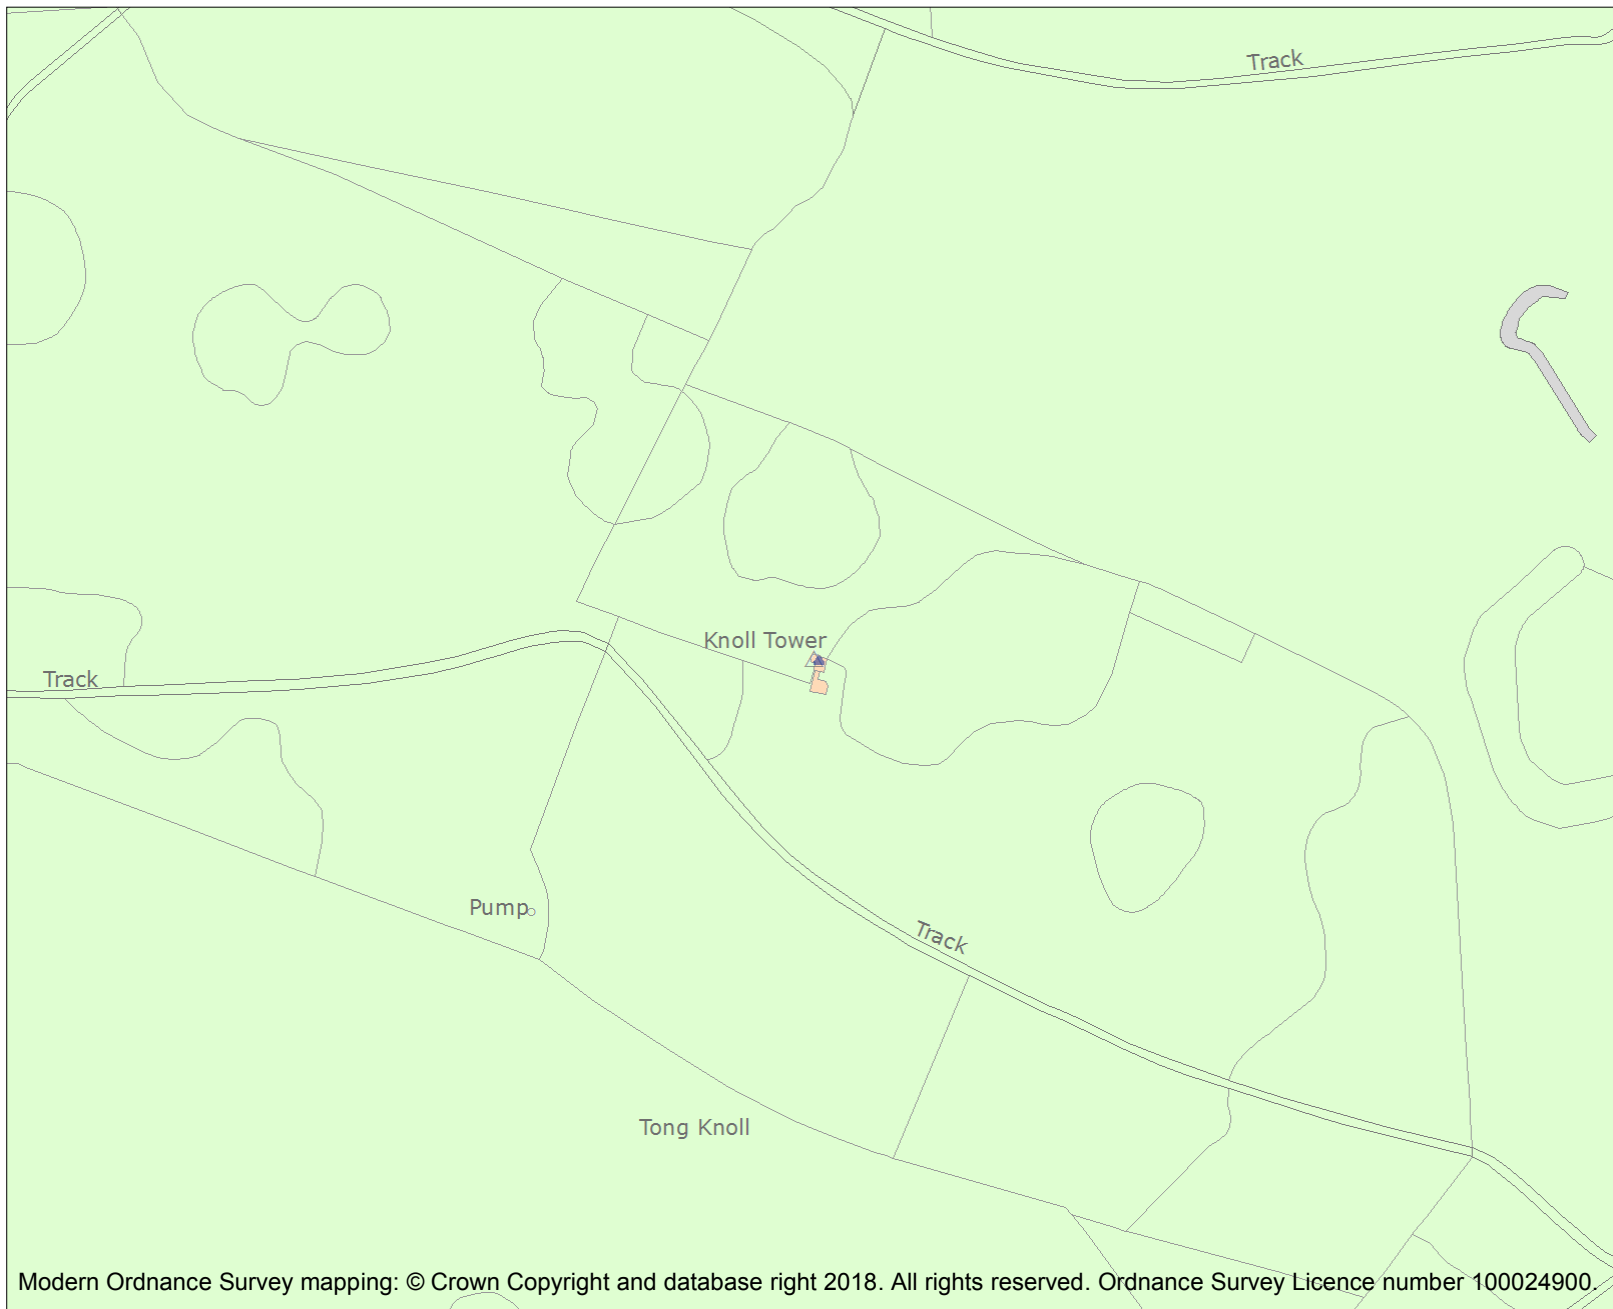 Track
Knoll Tower
Track
Pump
Track
Tong Knoll
Modern Ordnance Survey mapping: © Crown Copyright and database right 2018. All rights reserved. Ordnance Survey Licence number 100024900.